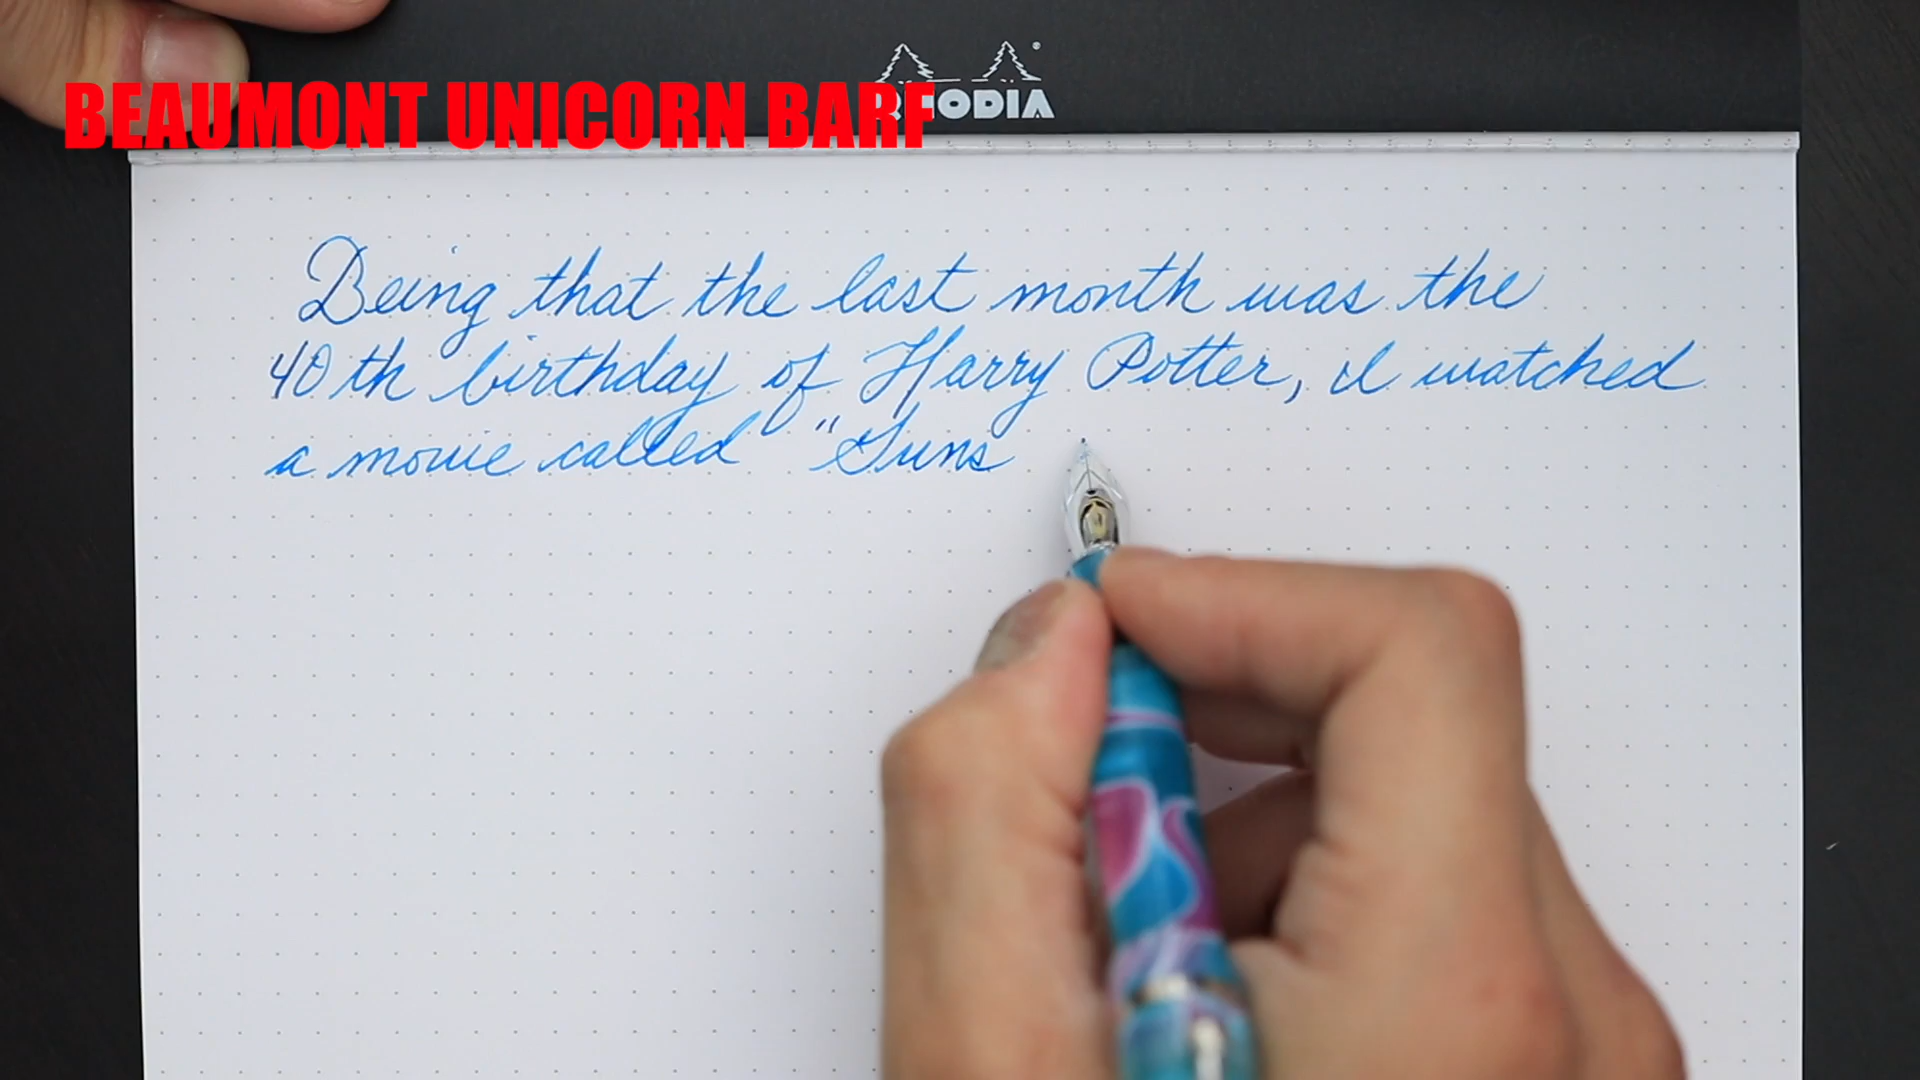 RHODIA
BEAUMONT UNICORN BARF
Being that the last month was the
40th birthday of Harry Potter, I watched
a movie called "Guns